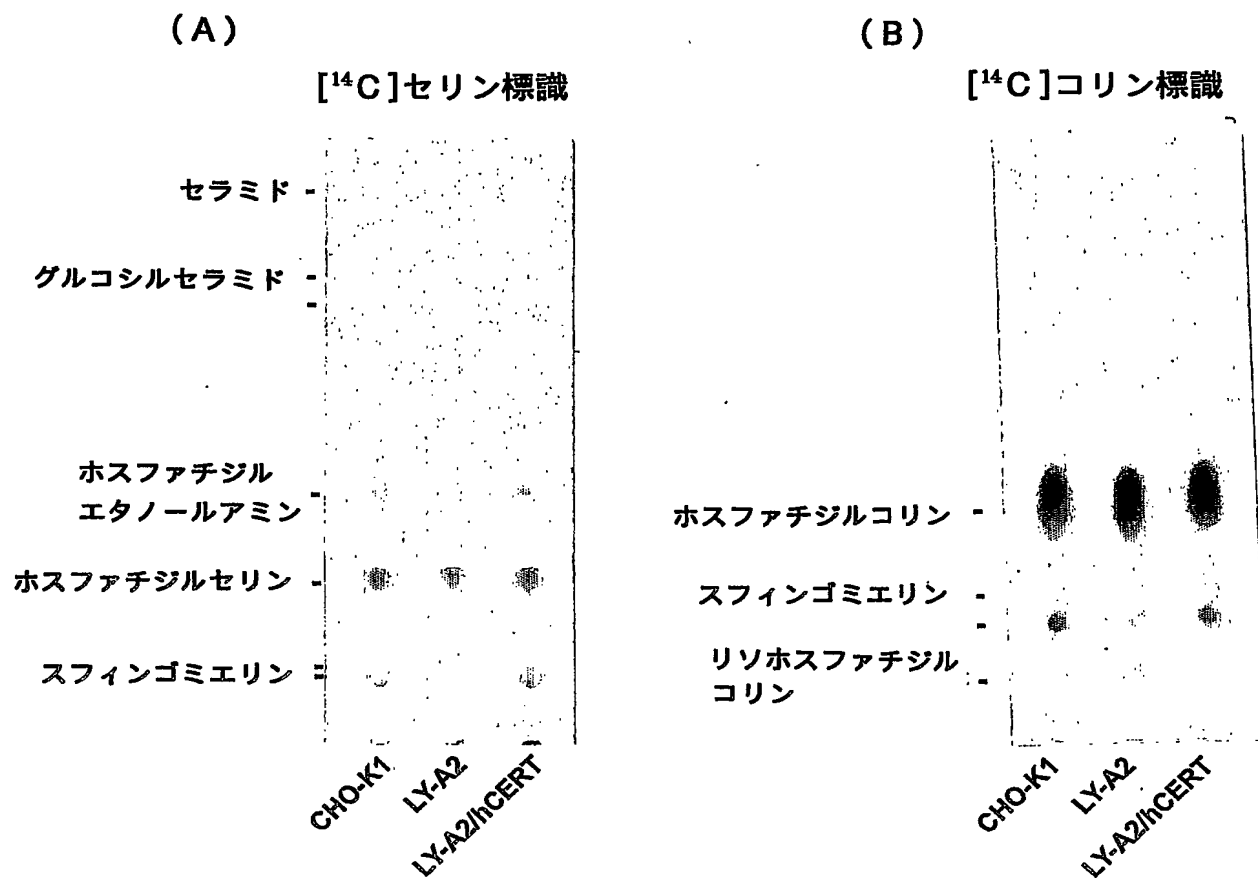 (A)
[¹⁴C]セリン標識
セラミド
グルコシルセラミド
ホスファチジル
エタノールアミン
ホスファチジルセリン
スフィンゴミエリン
CHO-K1
LY-A2
LY-A2/hCERT
(B)
[¹⁴C]コリン標識
ホスファチジルコリン
スフィンゴミエリン
リソホスファチジル
コリン
CHO-K1
LY-A2
LY-A2/hCERT